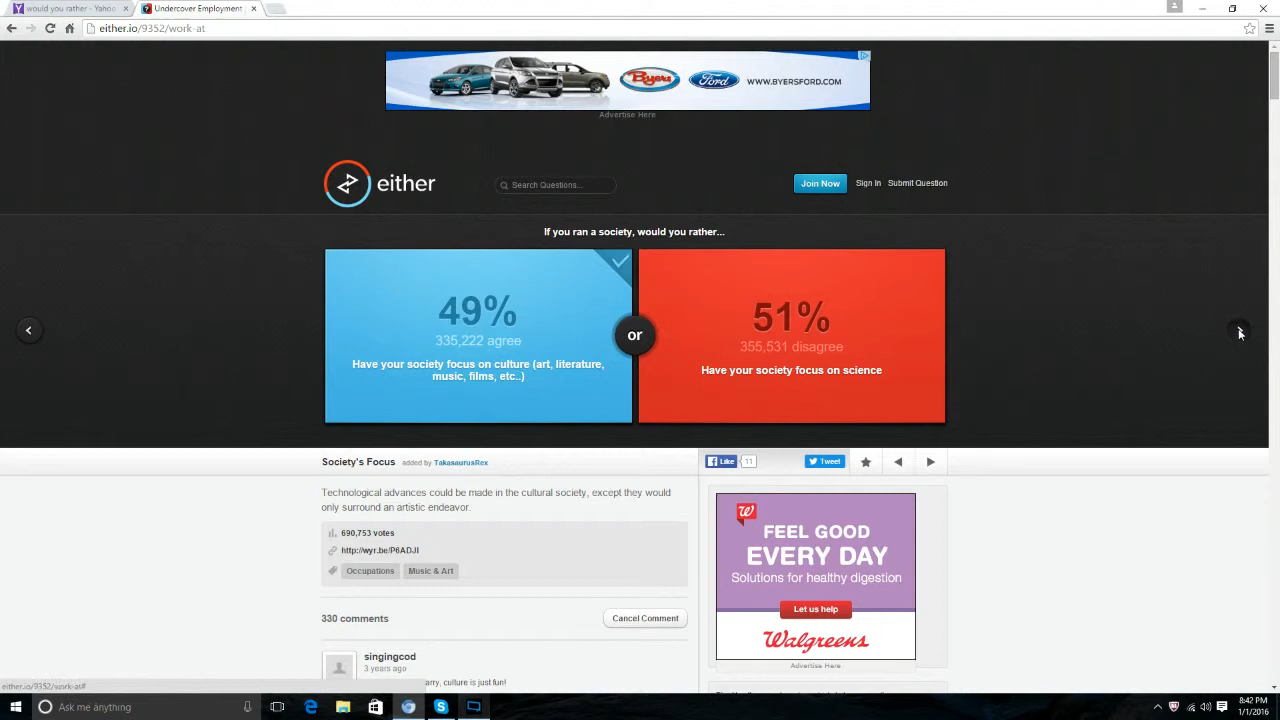 would you rather - Yahoo
Undercover Employment
either.io/9352/work-at
Byers
Ford
WWW.BYERSFORD.COM
Advertise Here
either
Search Questions...
Join Now
Sign In
Submit Question
If you ran a society, would you rather...
49%
335,222 agree
Have your society focus on culture (art, literature,
music, films, etc..)
or
51%
355,531 disagree
Have your society focus on science
Society's Focus
added by TakasaurusRex
Like
11
Tweet
Technological advances could be made in the cultural society, except they would
only surround an artistic endeavor.
690,753 votes
http://wyr.be/P6ADJI
Occupations
Music & Art
330 comments
Cancel Comment
singingcod
3 years ago
arry, culture is just fun!
W
FEEL GOOD
EVERY DAY
Solutions for healthy digestion
Let us help
Walgreens
Advertise Here
either.io/9352/work-at#
Ask me anything
8:42 PM
1/1/2016